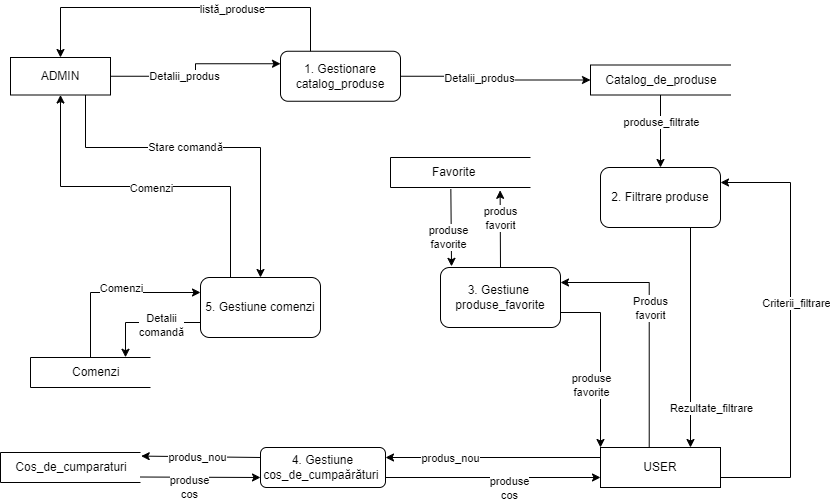 listă_produse
ADMIN
Detalii_produs
1. Gestionare
catalog_produse
Detalii_produs
Catalog_de_produse
produse_filtrate
Stare comandă
Favorite
Comenzi
2. Filtrare produse
produse
favorite
produs
favorit
5. Gestiune comenzi
Comenzi
3. Gestiune
produse_favorite
Produs
favorit
Criterii_filtrare
Detalii
comandă
Comenzi
produse
favorite
Rezultate_filtrare
Cos_de_cumparaturi
produs_nou
4. Gestiune
cos_de_cumpaărături
produs_nou
USER
produse
cos
produse
cos